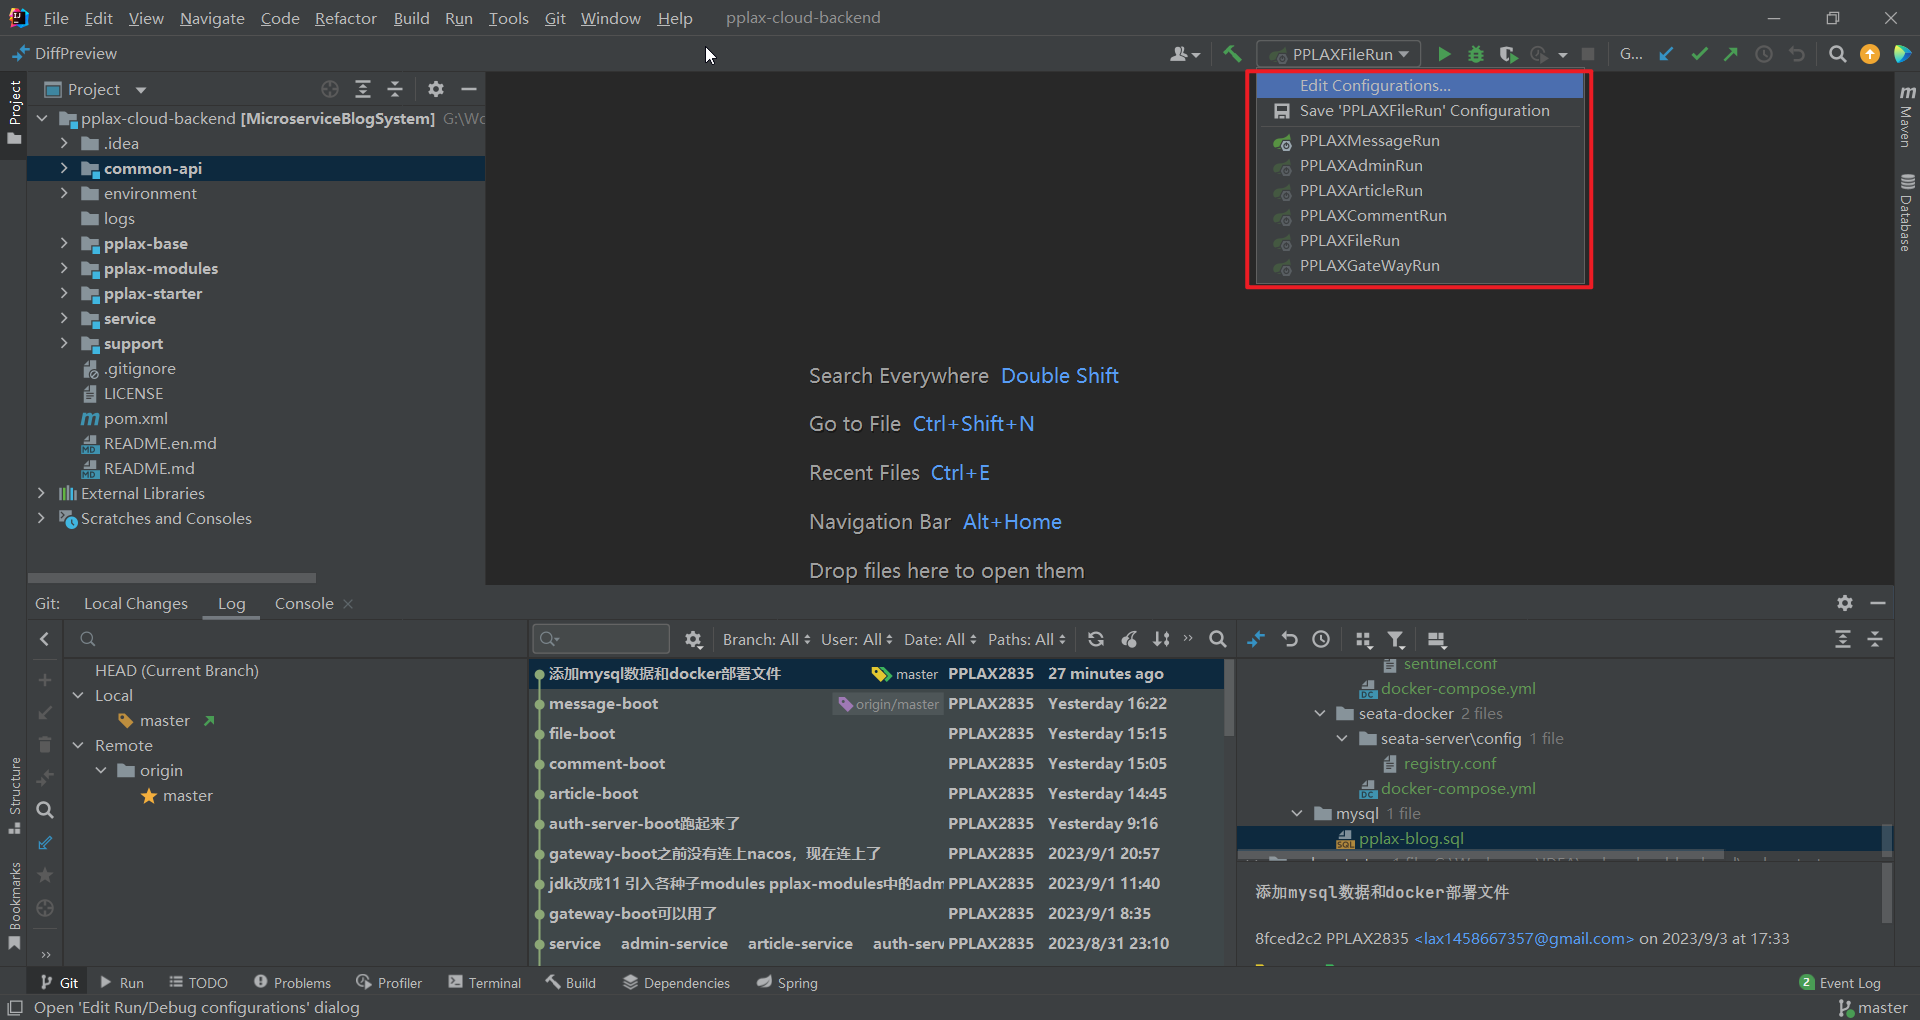 File Edit View Navigate Code Refactor Build Run Tools Git Window Help pplax-cloud-backend
DiffPreview
PPLAXFileRun
G...
Project
Edit Configurations...
Save 'PPLAXFileRun' Configuration
PPLAXMessageRun
PPLAXAdminRun
PPLAXArticleRun
PPLAXCommentRun
PPLAXFileRun
PPLAXGateWayRun
Project
pplax-cloud-backend [MicroserviceBlogSystem] G:\Wc
.idea
common-api
environment
logs
pplax-base
pplax-modules
pplax-starter
service
support
.gitignore
LICENSE
pom.xml
README.en.md
README.md
External Libraries
Scratches and Consoles
Maven
Database
Search Everywhere Double Shift
Go to File Ctrl+Shift+N
Recent Files Ctrl+E
Navigation Bar Alt+Home
Drop files here to open them
Git: Local Changes Log Console
Branch: All User: All Date: All Paths: All
HEAD (Current Branch)
Local
master
Remote
origin
master
添加mysql数据和docker部署文件 master PPLAX2835 27 minutes ago
message-boot origin/master PPLAX2835 Yesterday 16:22
file-boot PPLAX2835 Yesterday 15:15
comment-boot PPLAX2835 Yesterday 15:05
article-boot PPLAX2835 Yesterday 14:45
auth-server-boot跑起来了 PPLAX2835 Yesterday 9:16
gateway-boot之前没有连上nacos，现在连上了 PPLAX2835 2023/9/1 20:57
jdk改成11 引入各种子modules pplax-modules中的adm PPLAX2835 2023/9/1 11:40
gateway-boot可以用了 PPLAX2835 2023/9/1 8:35
service admin-service article-service auth-serv PPLAX2835 2023/8/31 23:10
sentinel.conf
docker-compose.yml
seata-docker 2 files
seata-server\config 1 file
registry.conf
docker-compose.yml
mysql 1 file
pplax-blog.sql
添加mysql数据和docker部署文件
8fced2c2 PPLAX2835 <lax1458667357@gmail.com> on 2023/9/3 at 17:33
Structure
Bookmarks
Git Run TODO Problems Profiler Terminal Build Dependencies Spring
2 Event Log
Open 'Edit Run/Debug configurations' dialog
master